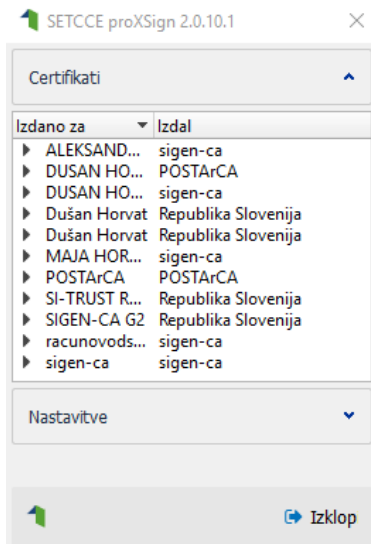 SETCCE proXSign 2.0.10.1
Certifikati
Izdano za Izdal
ALEKSAND... sigen-ca
DUSAN HO... POSTArCA
DUSAN HO... sigen-ca
Dušan Horvat Republika Slovenija
Dušan Horvat Republika Slovenija
MAJA HOR... sigen-ca
POSTArCA POSTArCA
SI-TRUST R... Republika Slovenija
SIGEN-CA G2 Republika Slovenija
racunovods... sigen-ca
sigen-ca sigen-ca
Nastavitve
Izklop